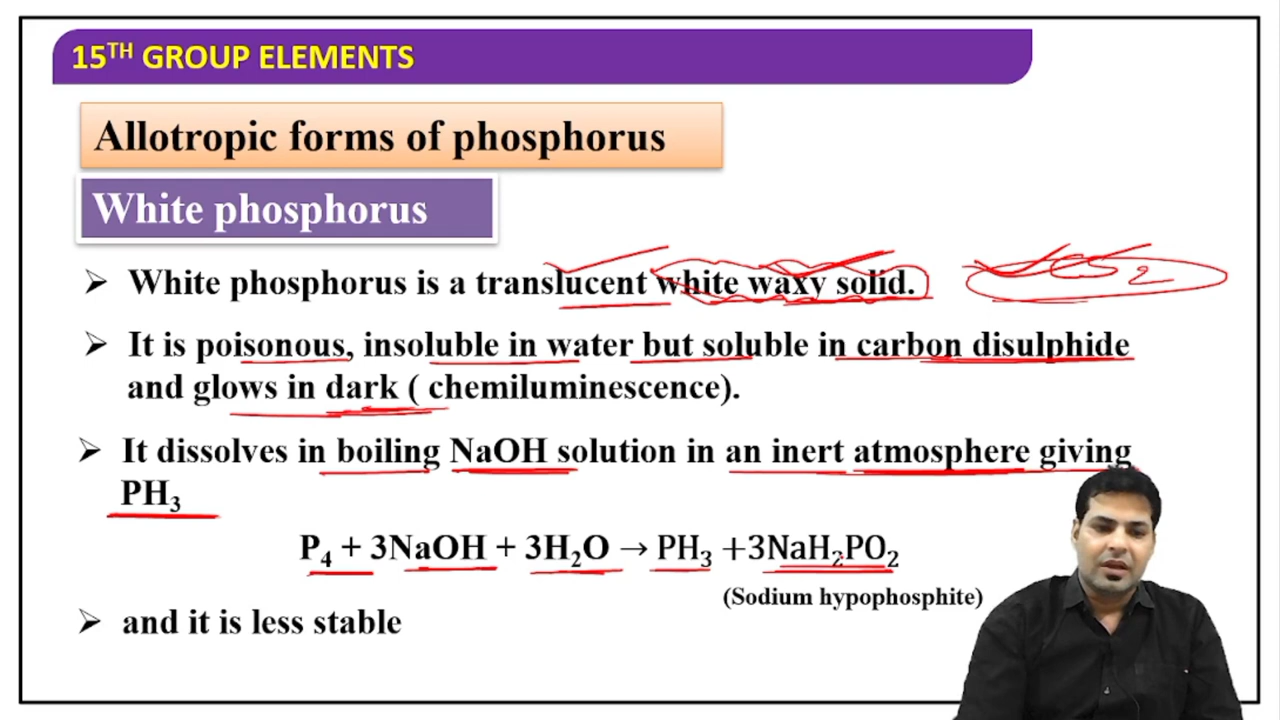 15TH GROUP ELEMENTS
Allotropic forms of phosphorus
White phosphorus
➢ White phosphorus is a translucent white waxy solid.
CS2
➢ It is poisonous, insoluble in water but soluble in carbon disulphide
and glows in dark ( chemiluminescence).
➢ It dissolves in boiling NaOH solution in an inert atmosphere giving
PH₃
P₄ + 3NaOH + 3H₂O → PH₃ +3NaH₂PO₂
(Sodium hypophosphite)
➢ and it is less stable